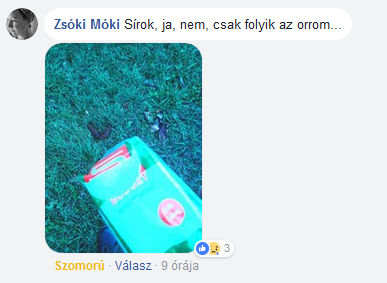 Zsóki Móki Sírok, ja, nem, csak folyik az orrom...
3
Szomorú · Válasz · 9 órája